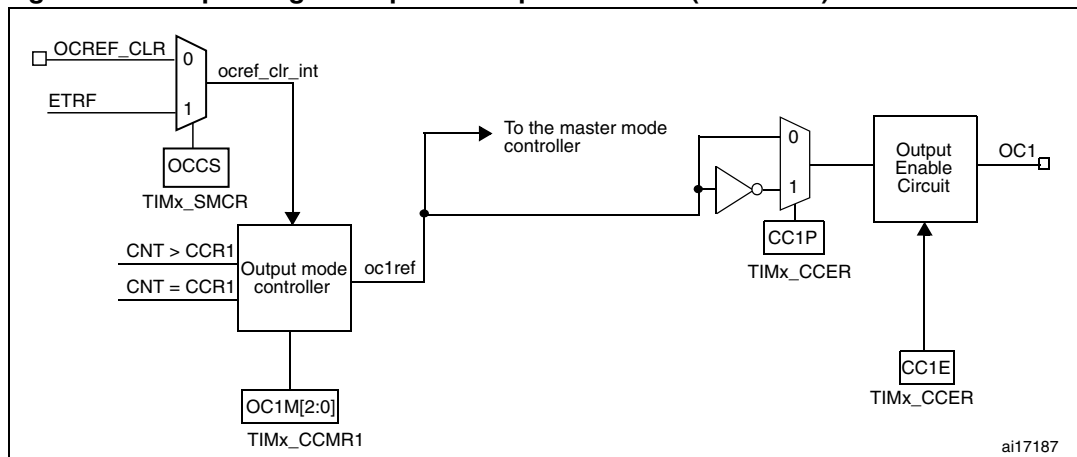 OCREF_CLR
0
ocref_clr_int
ETRF
1
OCCS
TIMx_SMCR
To the master mode
controller
0
1
CC1P
TIMx_CCER
Output
Enable
Circuit
OC1
CNT > CCR1
CNT = CCR1
Output mode
controller
oc1ref
OC1M[2:0]
TIMx_CCMR1
CC1E
TIMx_CCER
ai17187